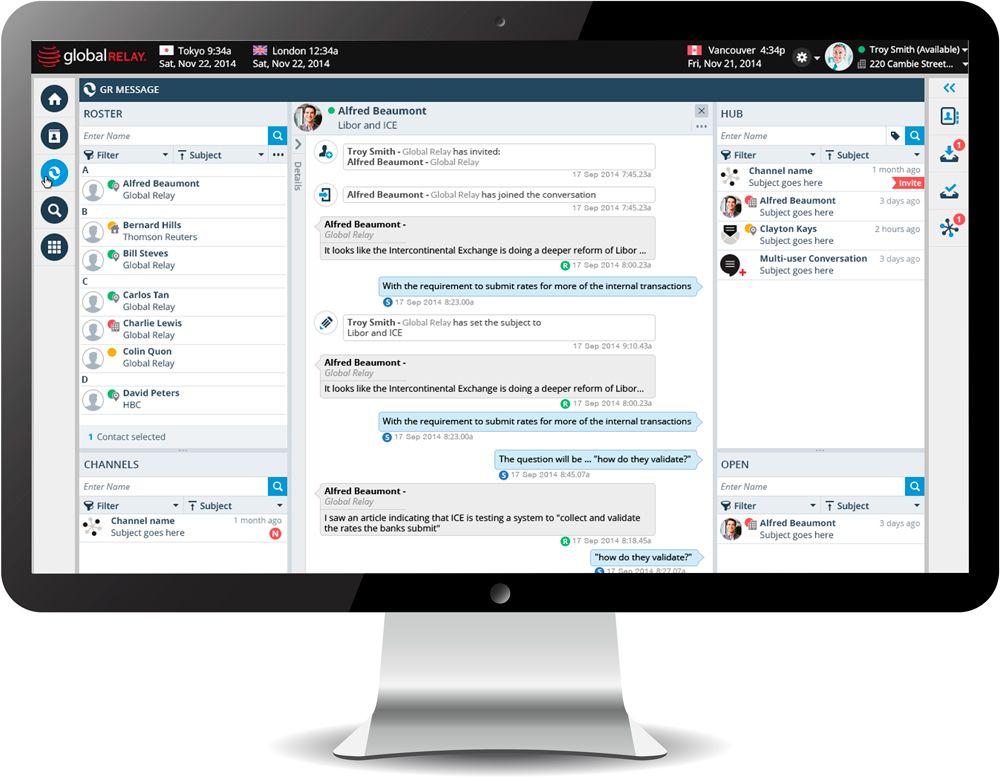 globalRELAY.
Tokyo 9:34a
Sat, Nov 22, 2014
London 12:34a
Sat, Nov 22, 2014
Vancouver 4:34p
Fri, Nov 21, 2014
Troy Smith (Available)
220 Cambie Street...
GR MESSAGE
ROSTER
Enter Name
Filter
Subject
A
Alfred Beaumont
Global Relay
B
Bernard Hills
Thomson Reuters
Bill Steves
Global Relay
C
Carlos Tan
Global Relay
Charlie Lewis
Global Relay
Colin Quon
Global Relay
D
David Peters
HBC
1 Contact selected
CHANNELS
Enter Name
Filter
Subject
Channel name
1 month ago
Subject goes here
N
Alfred Beaumont
Libor and ICE
Details
Troy Smith - Global Relay has invited:
Alfred Beaumont - Global Relay
17 Sep 2014 7:45.23a
Alfred Beaumont - Global Relay has joined the conversation
17 Sep 2014 7:45.23a
Alfred Beaumont -
Global Relay
It looks like the Intercontinental Exchange is doing a deeper reform of Libor ...
R 17 Sep 2014 8:00.23a
With the requirement to submit rates for more of the internal transactions
S 17 Sep 2014 8:23.00a
Troy Smith - Global Relay has set the subject to
Libor and ICE
17 Sep 2014 9:10.43a
Alfred Beaumont -
Global Relay
It looks like the Intercontinental Exchange is doing a deeper reform of Libor...
R 17 Sep 2014 8:00.23a
With the requirement to submit rates for more of the internal transactions
S 17 Sep 2014 8:23.00a
The question will be ... "how do they validate?"
S 17 Sep 2014 8:45.07a
Alfred Beaumont -
Global Relay
I saw an article indicating that ICE is testing a system to "collect and validate
the rates the banks submit"
R 17 Sep 2014 8:18.45a
"how do they validate?"
S 17 Sep 2014 8:27.07a
HUB
Enter Name
Filter
Subject
Channel name
1 month ago
Subject goes here
Invite
Alfred Beaumont
3 days ago
Subject goes here
Clayton Kays
2 hours ago
Subject goes here
Multi-user Conversation
3 days ago
Subject goes here
OPEN
Enter Name
Filter
Subject
Alfred Beaumont
3 days ago
Subject goes here
1
1